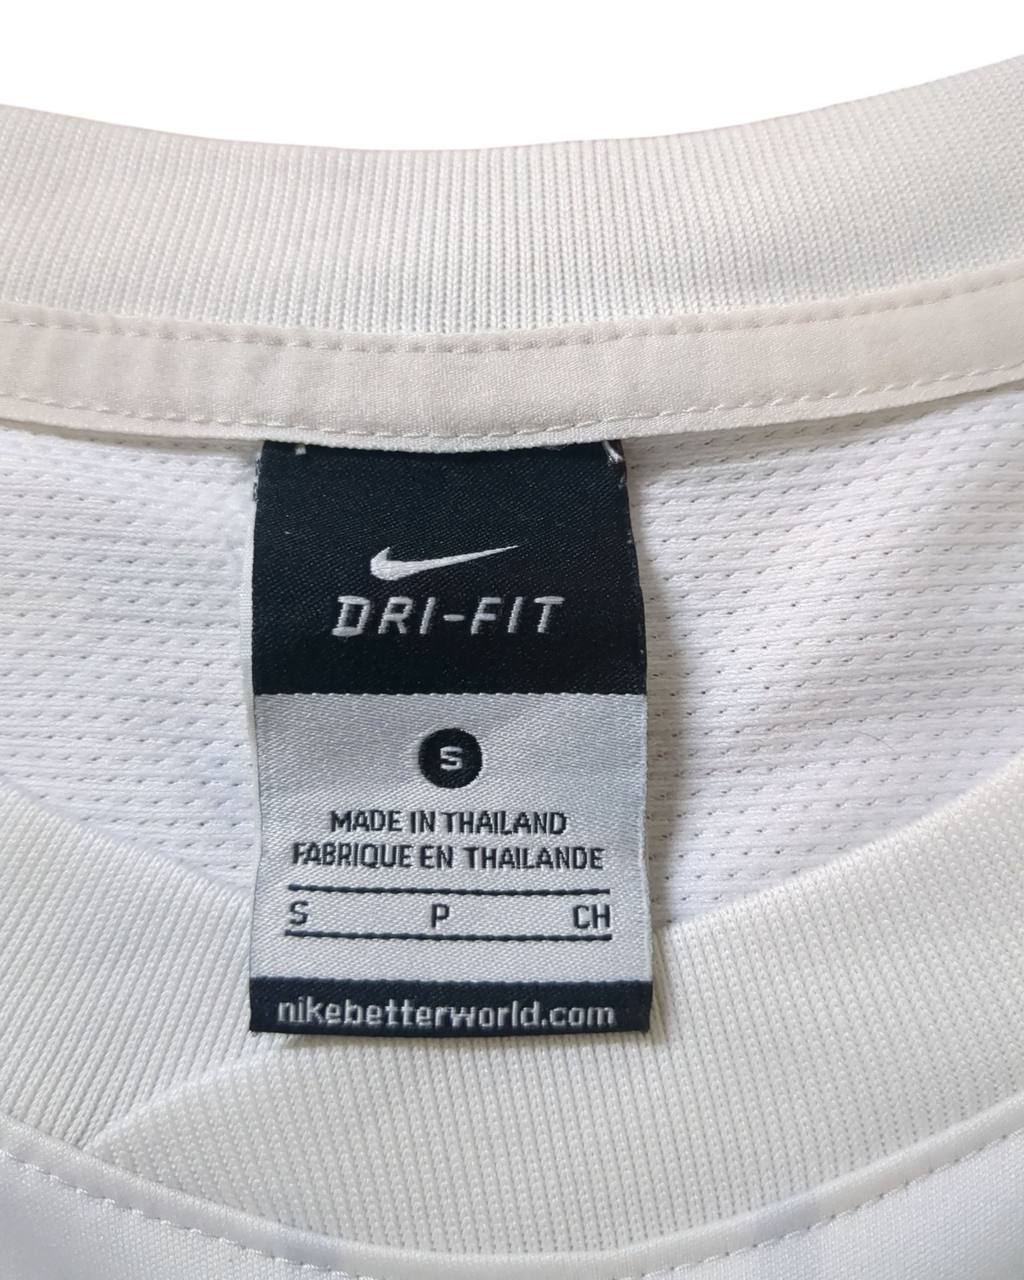 DRI-FIT
S
MADE IN THAILAND
FABRIQUE EN THAILANDE
S P CH
nikebetterworld.com